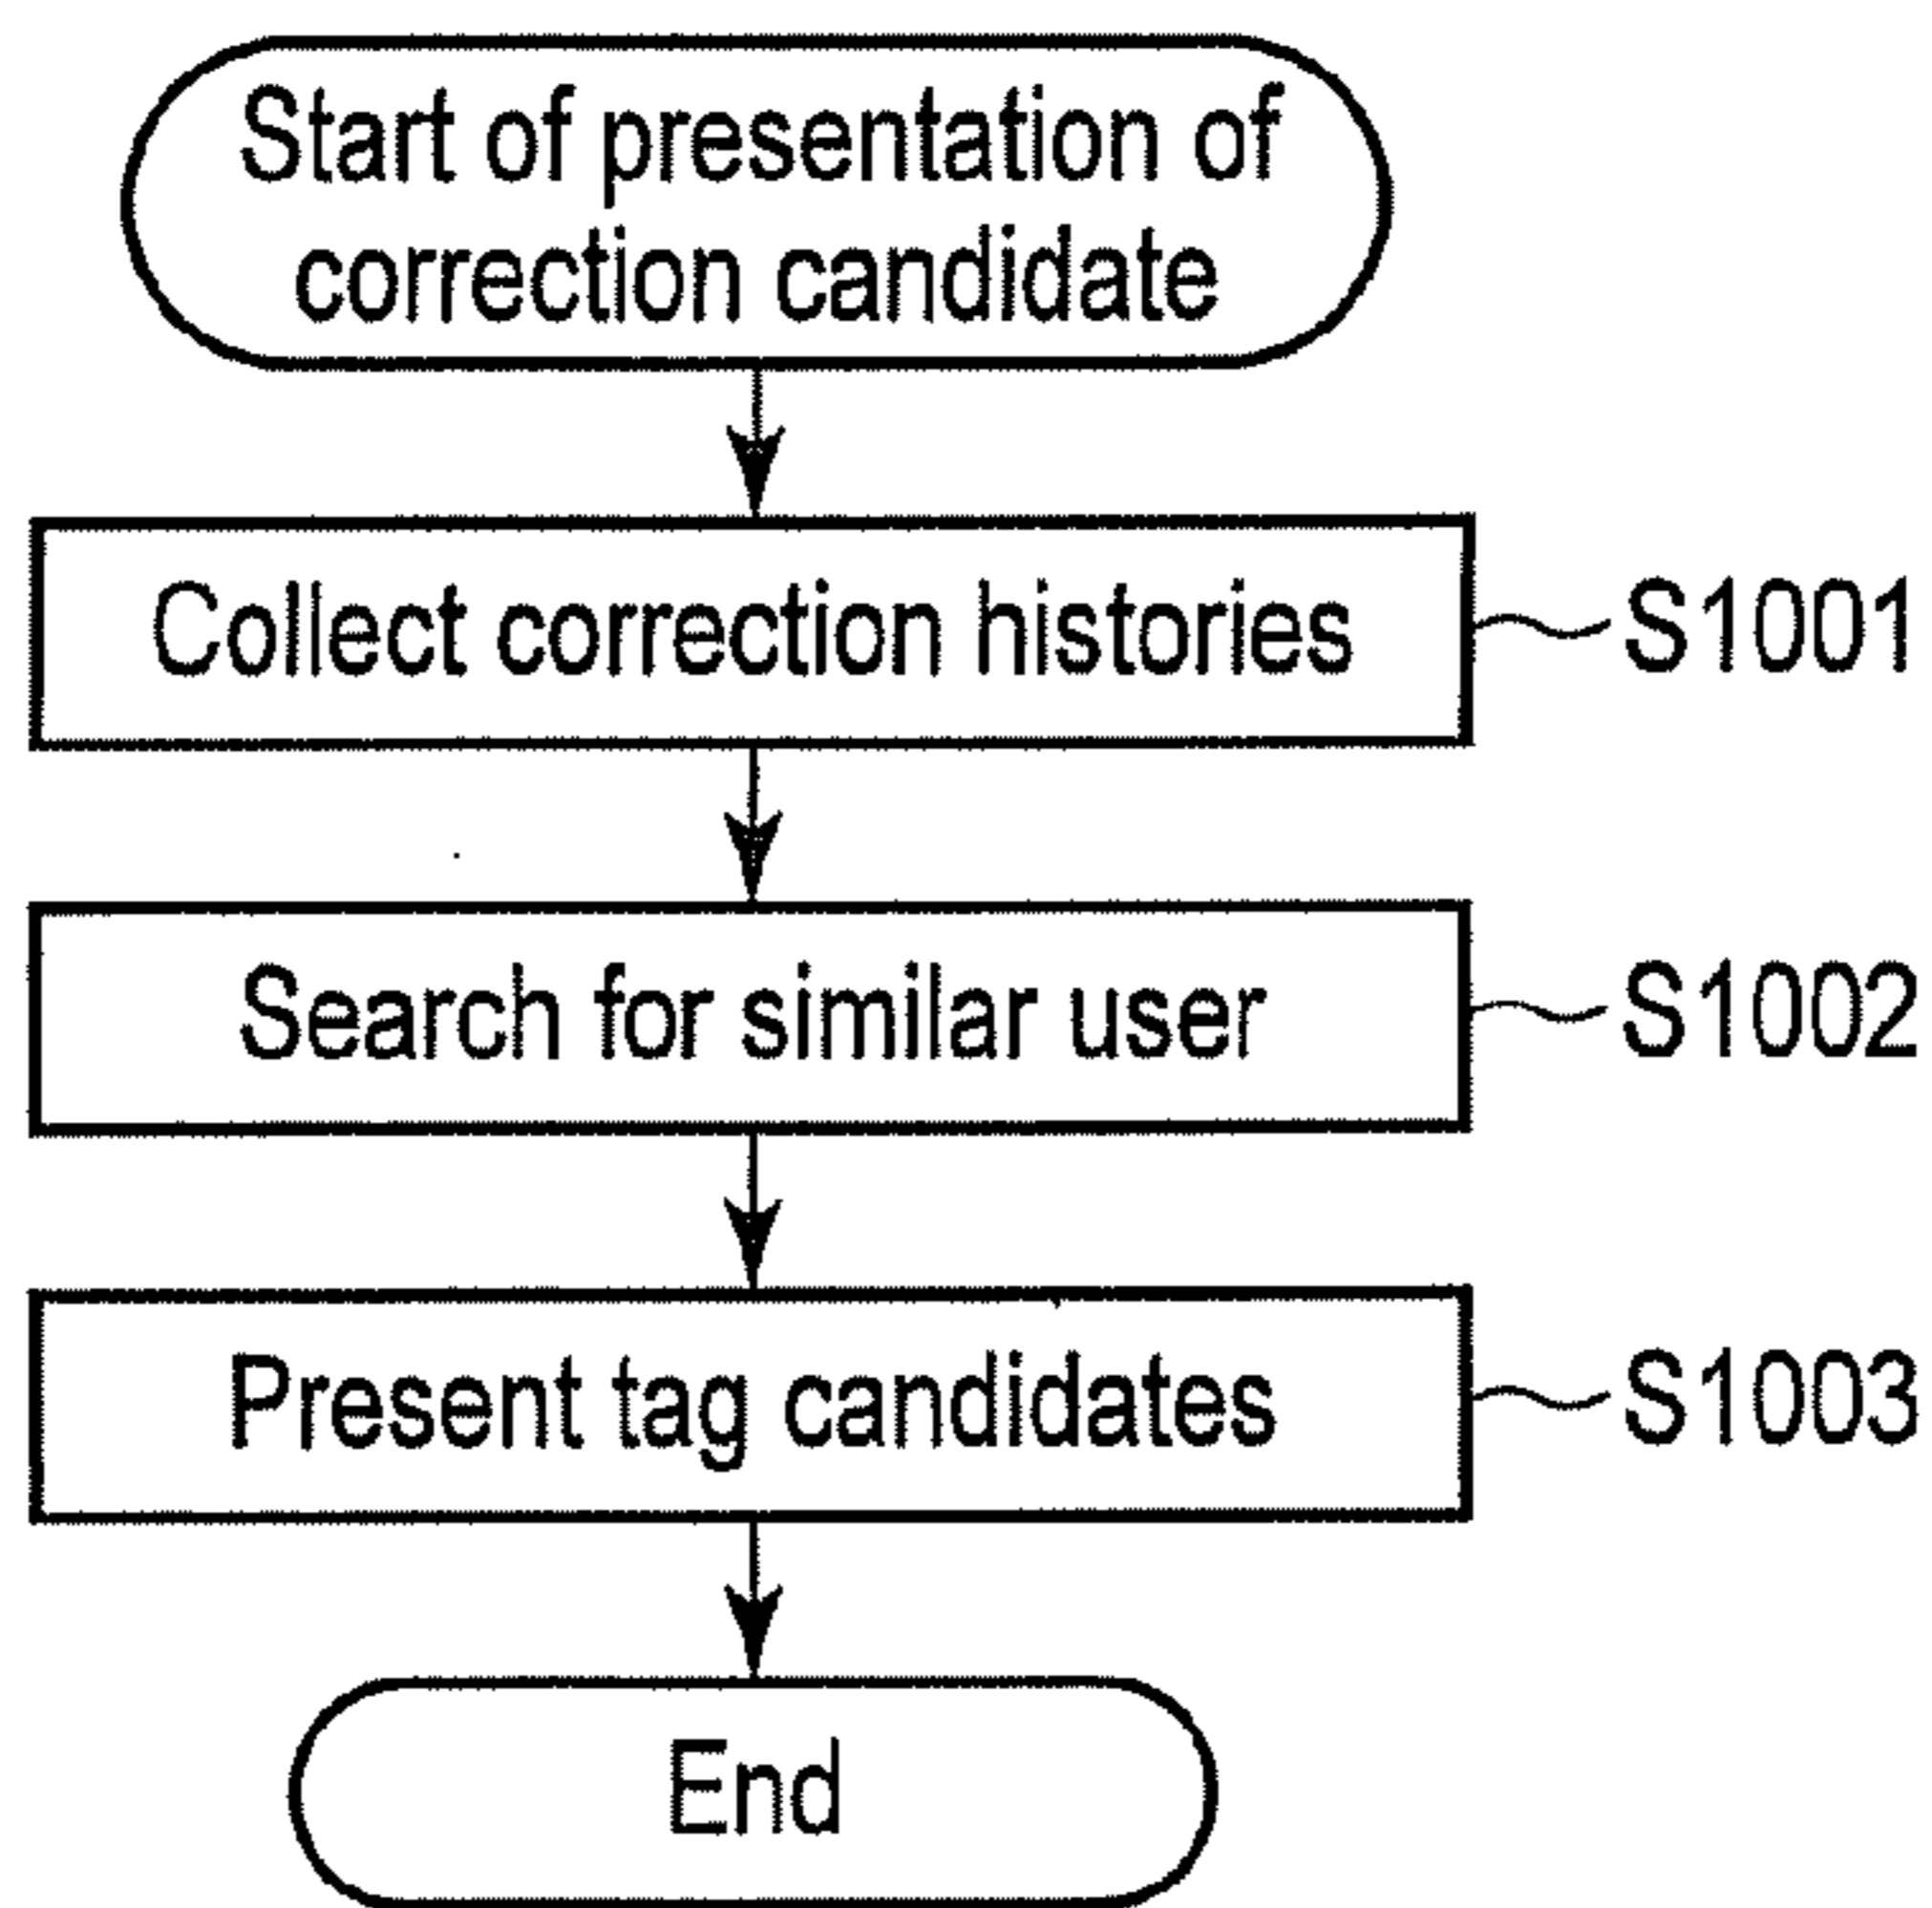 Start of presentation of
correction candidate
Collect correction histories
S1001
Search for similar user
S1002
Present tag candidates
S1003
End